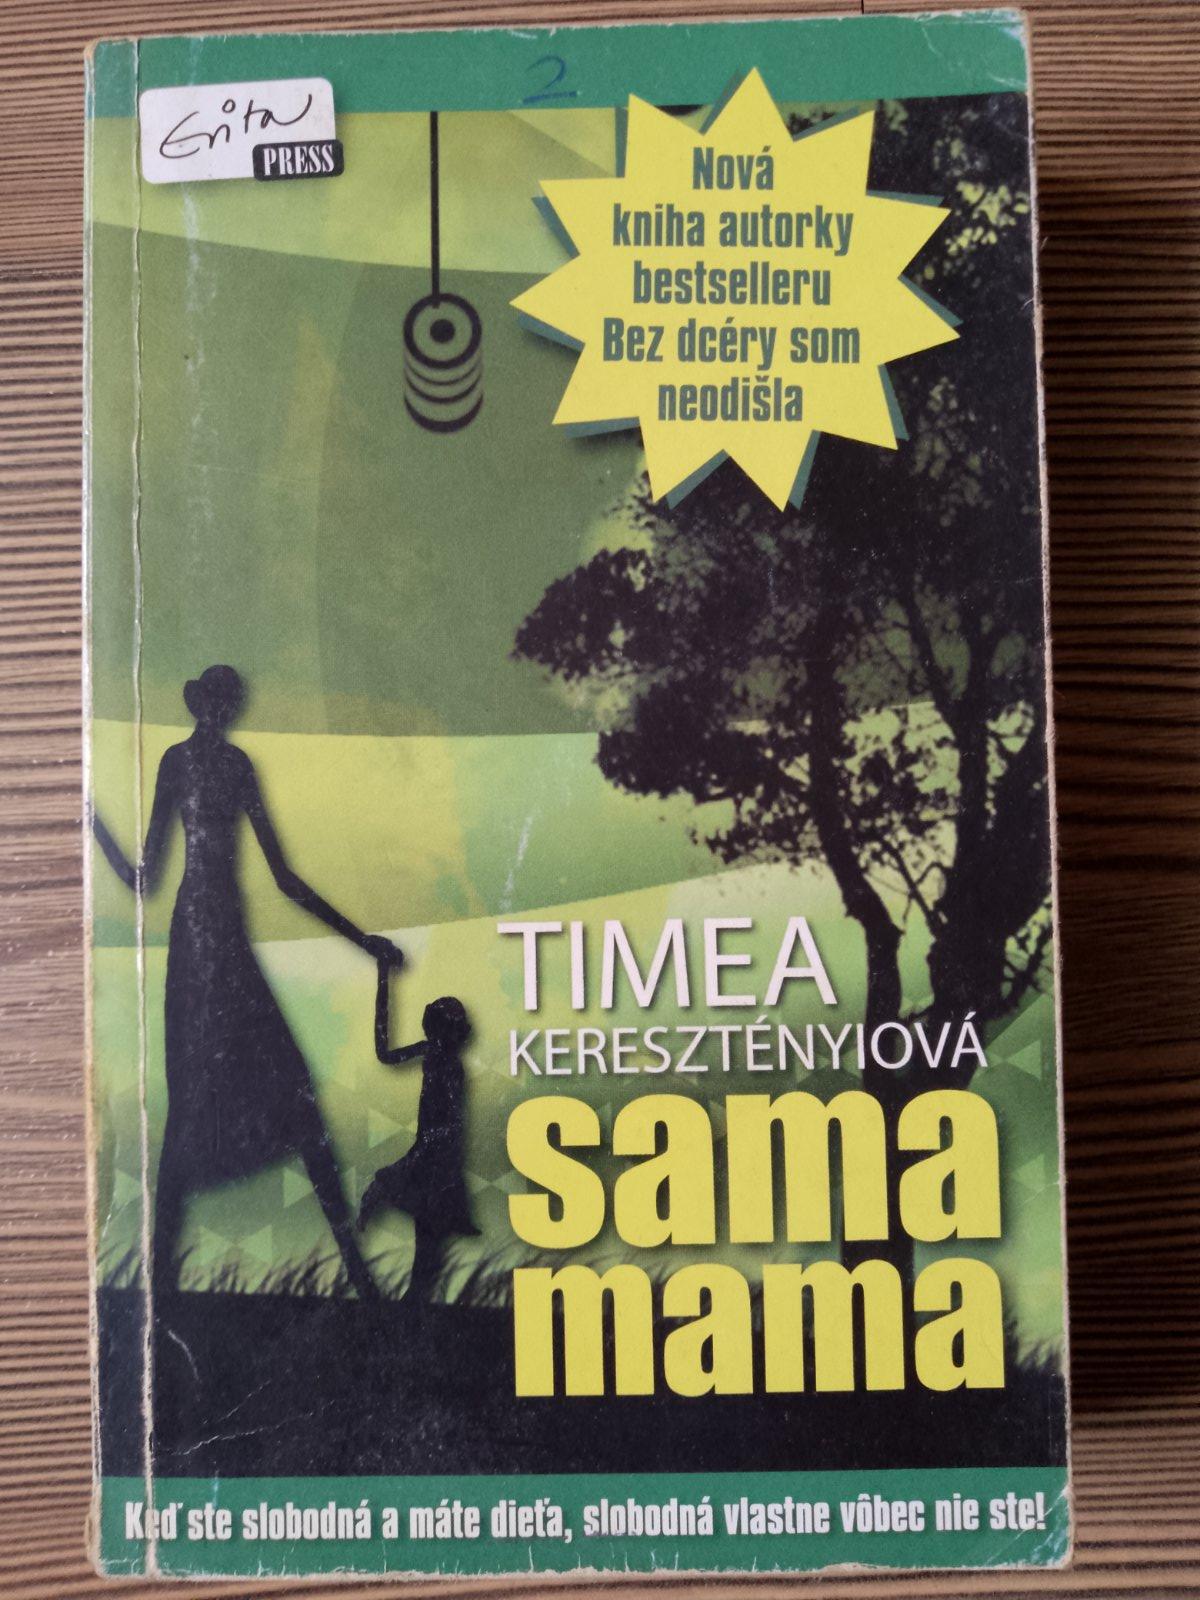 2
Evita
PRESS
Nová
kniha autorky
bestselleru
Bez dcéry som
neodišla
TIMEA
KERESZTÉNYIOVÁ
sama
mama
Keď ste slobodná a máte dieťa, slobodná vlastne vôbec nie ste!